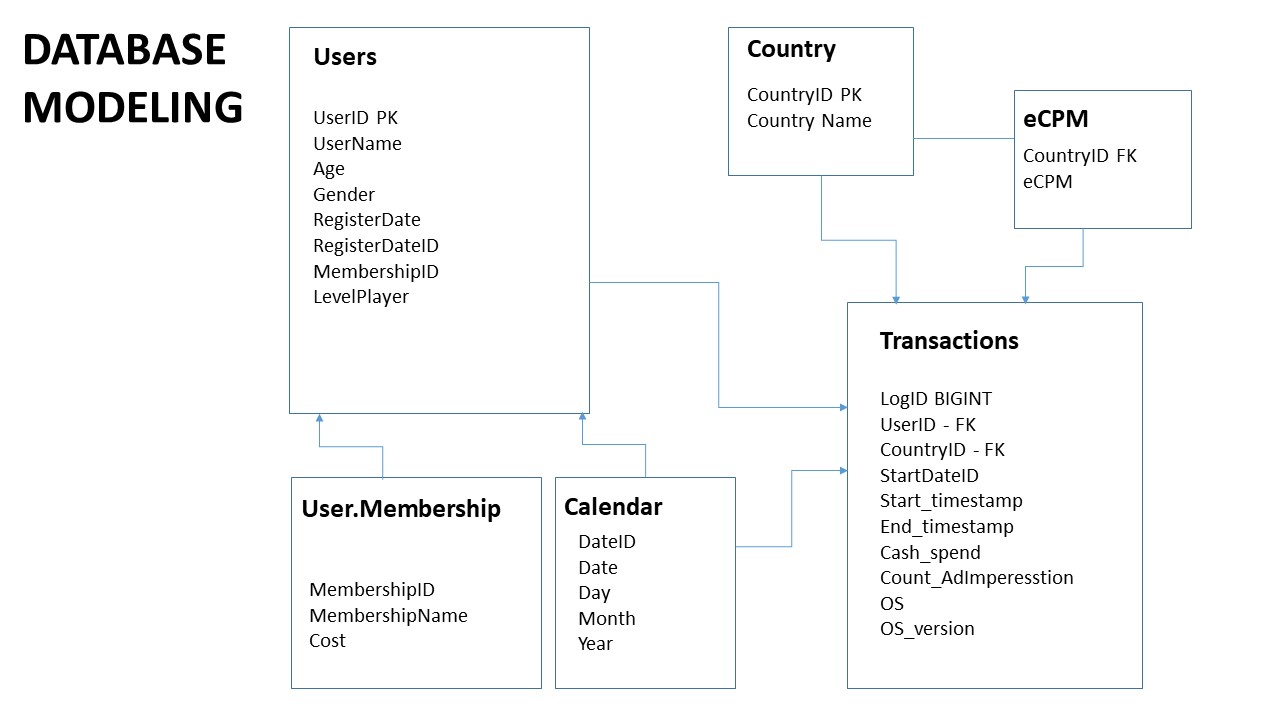 DATABASE
MODELING
Users
UserID PK
UserName
Age
Gender
RegisterDate
RegisterDateID
MembershipID
LevelPlayer
Country
CountryID PK
Country Name
eCPM
CountryID FK
eCPM
User.Membership
MembershipID
MembershipName
Cost
Calendar
DateID
Date
Day
Month
Year
Transactions
LogID BIGINT
UserID - FK
CountryID - FK
StartDateID
Start_timestamp
End_timestamp
Cash_spend
Count_AdImperesstion
OS
OS_version